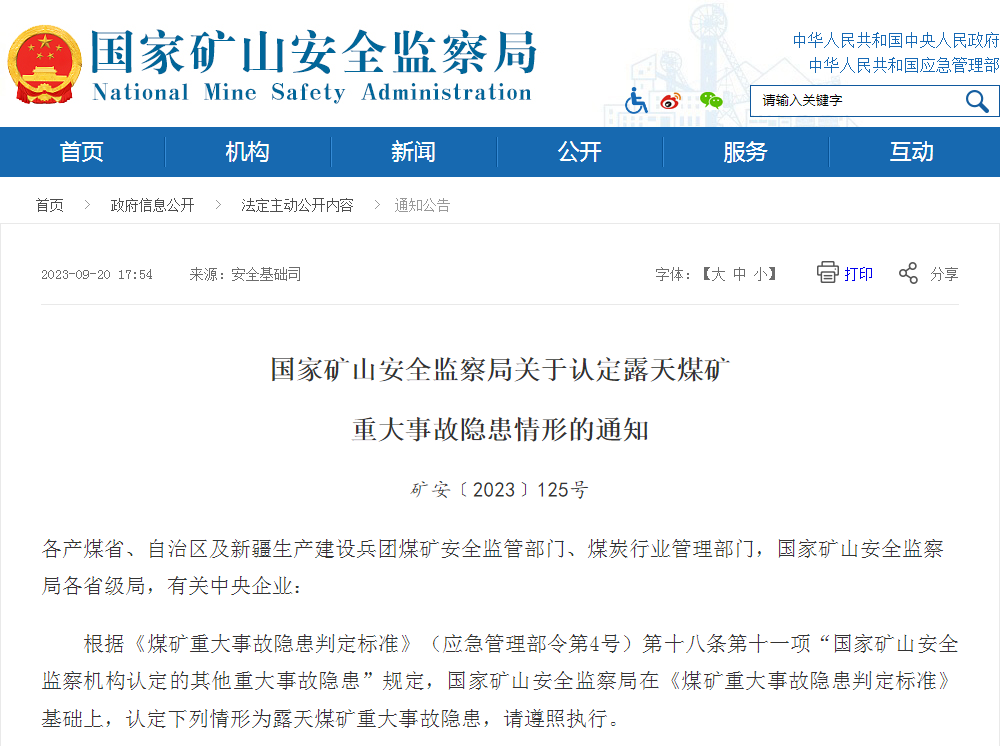 国家矿山安全监察局
National Mine Safety Administration
中华人民共和国中央人民政府
中华人民共和国应急管理部
请输入关键字
首页 机构 新闻 公开 服务 互动
首页 > 政府信息公开 > 法定主动公开内容 > 通知公告
2023-09-20 17:54 来源：安全基础司 字体：【大 中 小】 打印 分享
国家矿山安全监察局关于认定露天煤矿
重大事故隐患情形的通知
矿安〔2023〕125号
各产煤省、自治区及新疆生产建设兵团煤矿安全监管部门、煤炭行业管理部门，国家矿山安全监察
局各省级局，有关中央企业：
根据《煤矿重大事故隐患判定标准》（应急管理部令第4号）第十八条第十一项“国家矿山安全
监察机构认定的其他重大事故隐患”规定，国家矿山安全监察局在《煤矿重大事故隐患判定标准》
基础上，认定下列情形为露天煤矿重大事故隐患，请遵照执行。